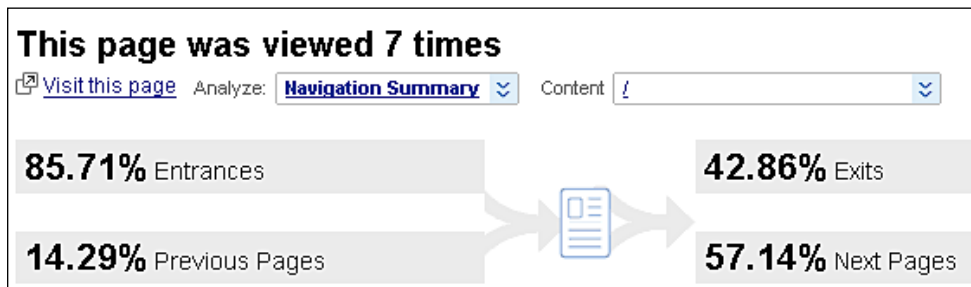 This page was viewed 7 times
Visit this page Analyze: Navigation Summary Content /
85.71% Entrances 42.86% Exits
14.29% Previous Pages 57.14% Next Pages